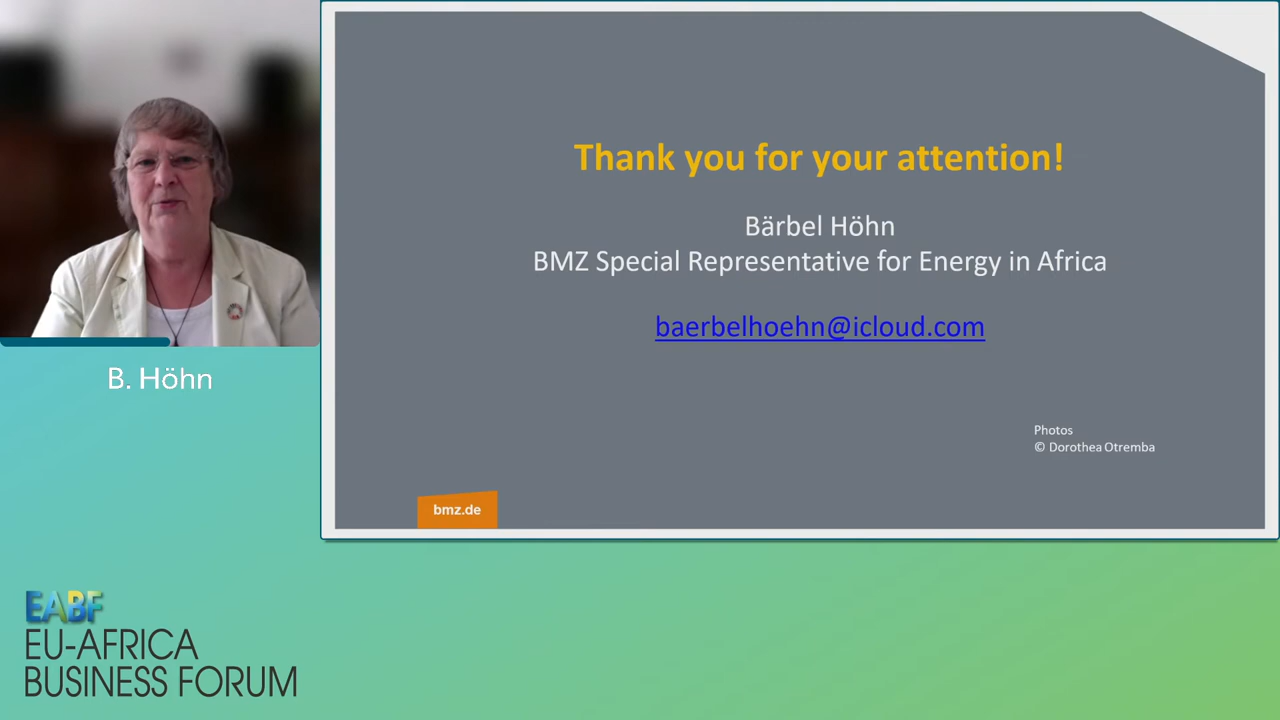 Thank you for your attention!
Bärbel Höhn
BMZ Special Representative for Energy in Africa
baerbelhoehn@icloud.com
Photos
© Dorothea Otremba
bmz.de
B. Höhn
EABF
EU-AFRICA
BUSINESS FORUM